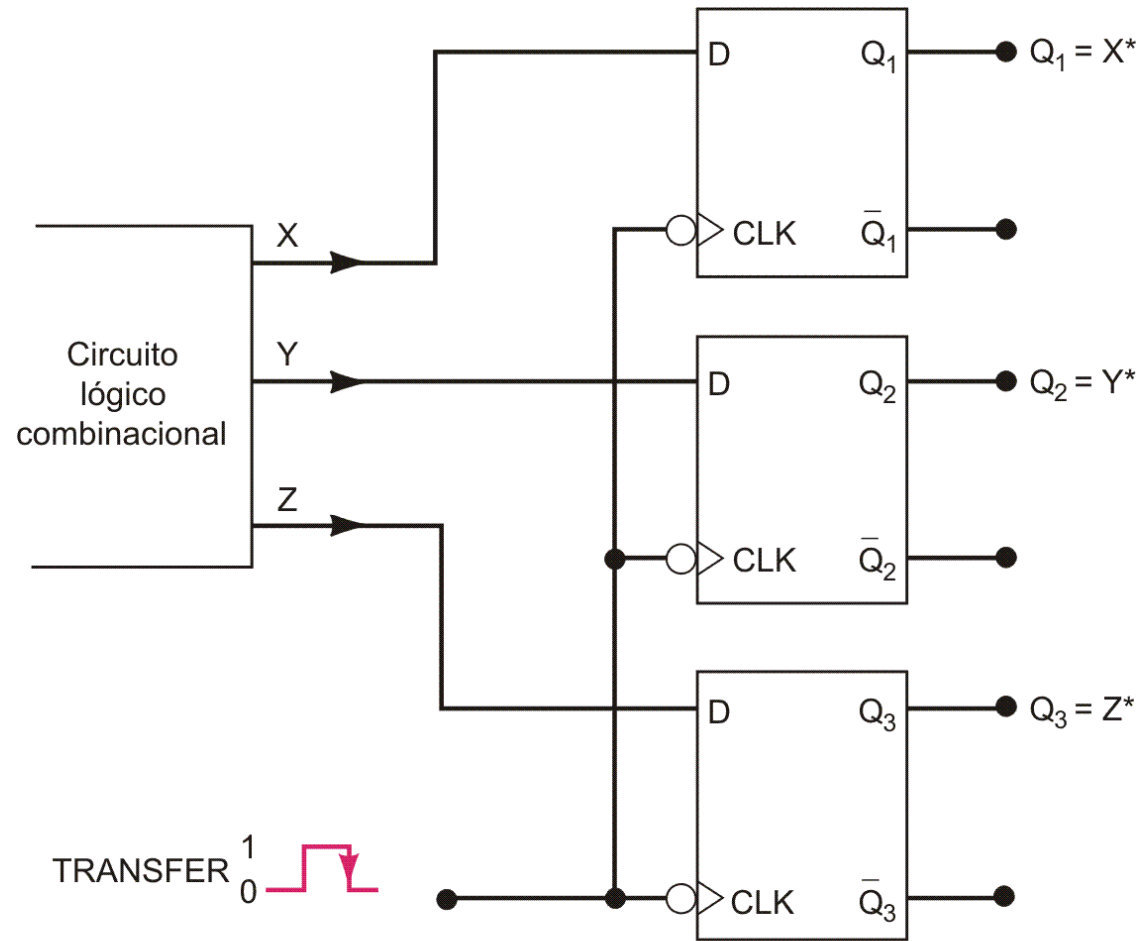 D
Q₁
Q₁ = X*
CLK
Q̅₁
X
Circuito
lógico
combinacional
Y
D
Q₂
Q₂ = Y*
CLK
Q̅₂
Z
D
Q₃
Q₃ = Z*
CLK
Q̅₃
TRANSFER
1
0